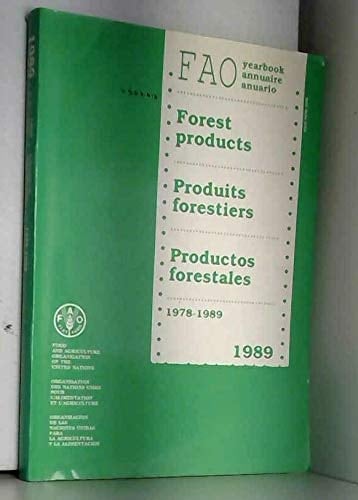 FAO yearbook
annuaire
anuario
Forest
products
Produits
forestiers
Productos
forestales
1978-1989
1989
FAO
FOOD
AND AGRICULTURE
ORGANIZATION
OF THE
UNITED NATIONS
ORGANISATION
DES NATIONS UNIES
POUR
L'ALIMENTATION
ET L'AGRICULTURE
ORGANIZACION
DE LAS
NACIONES UNIDAS
PARA
LA AGRICULTURA
Y LA ALIMENTACION
1989